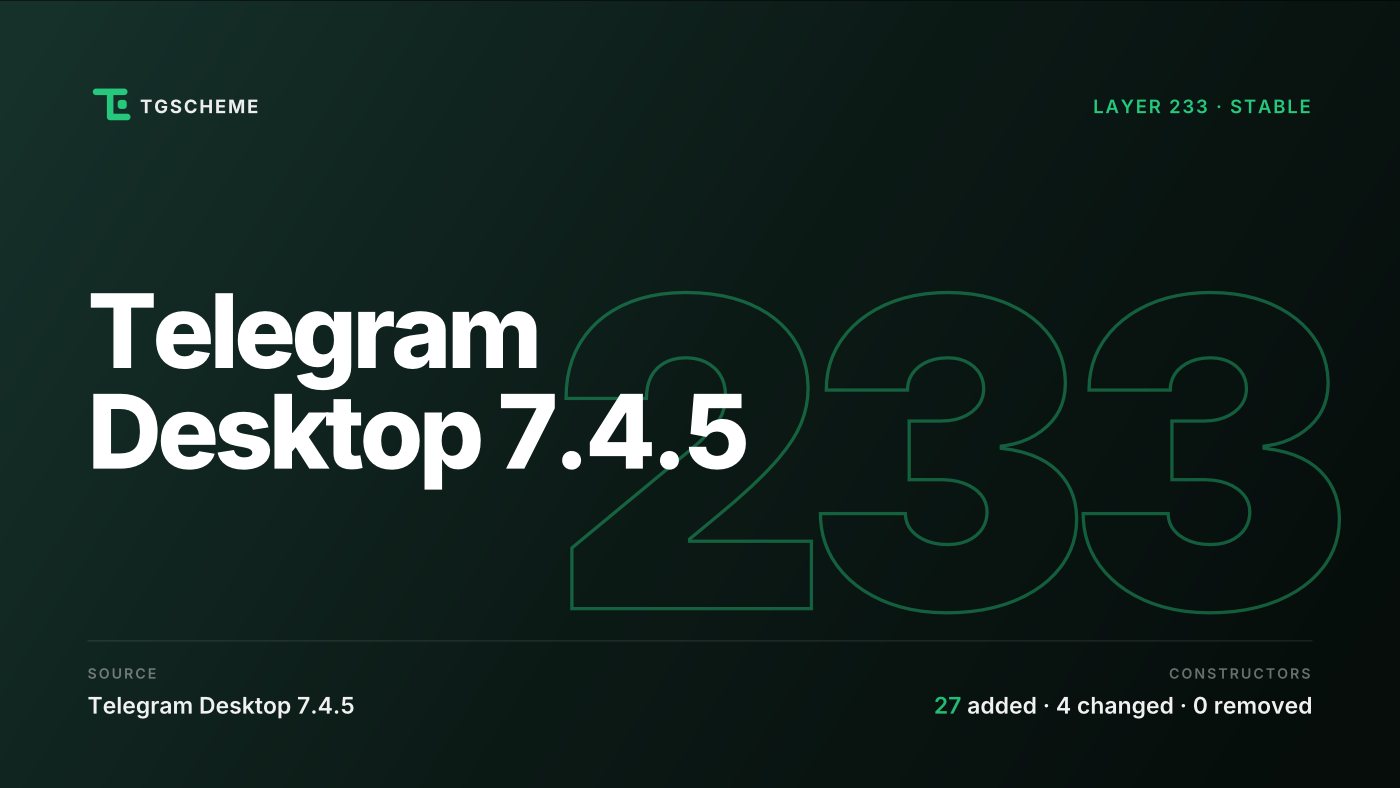 TGSCHEME
LAYER 233 · STABLE
Telegram
Desktop 7.4.5
233
SOURCE
Telegram Desktop 7.4.5
CONSTRUCTORS
27 added · 4 changed · 0 removed